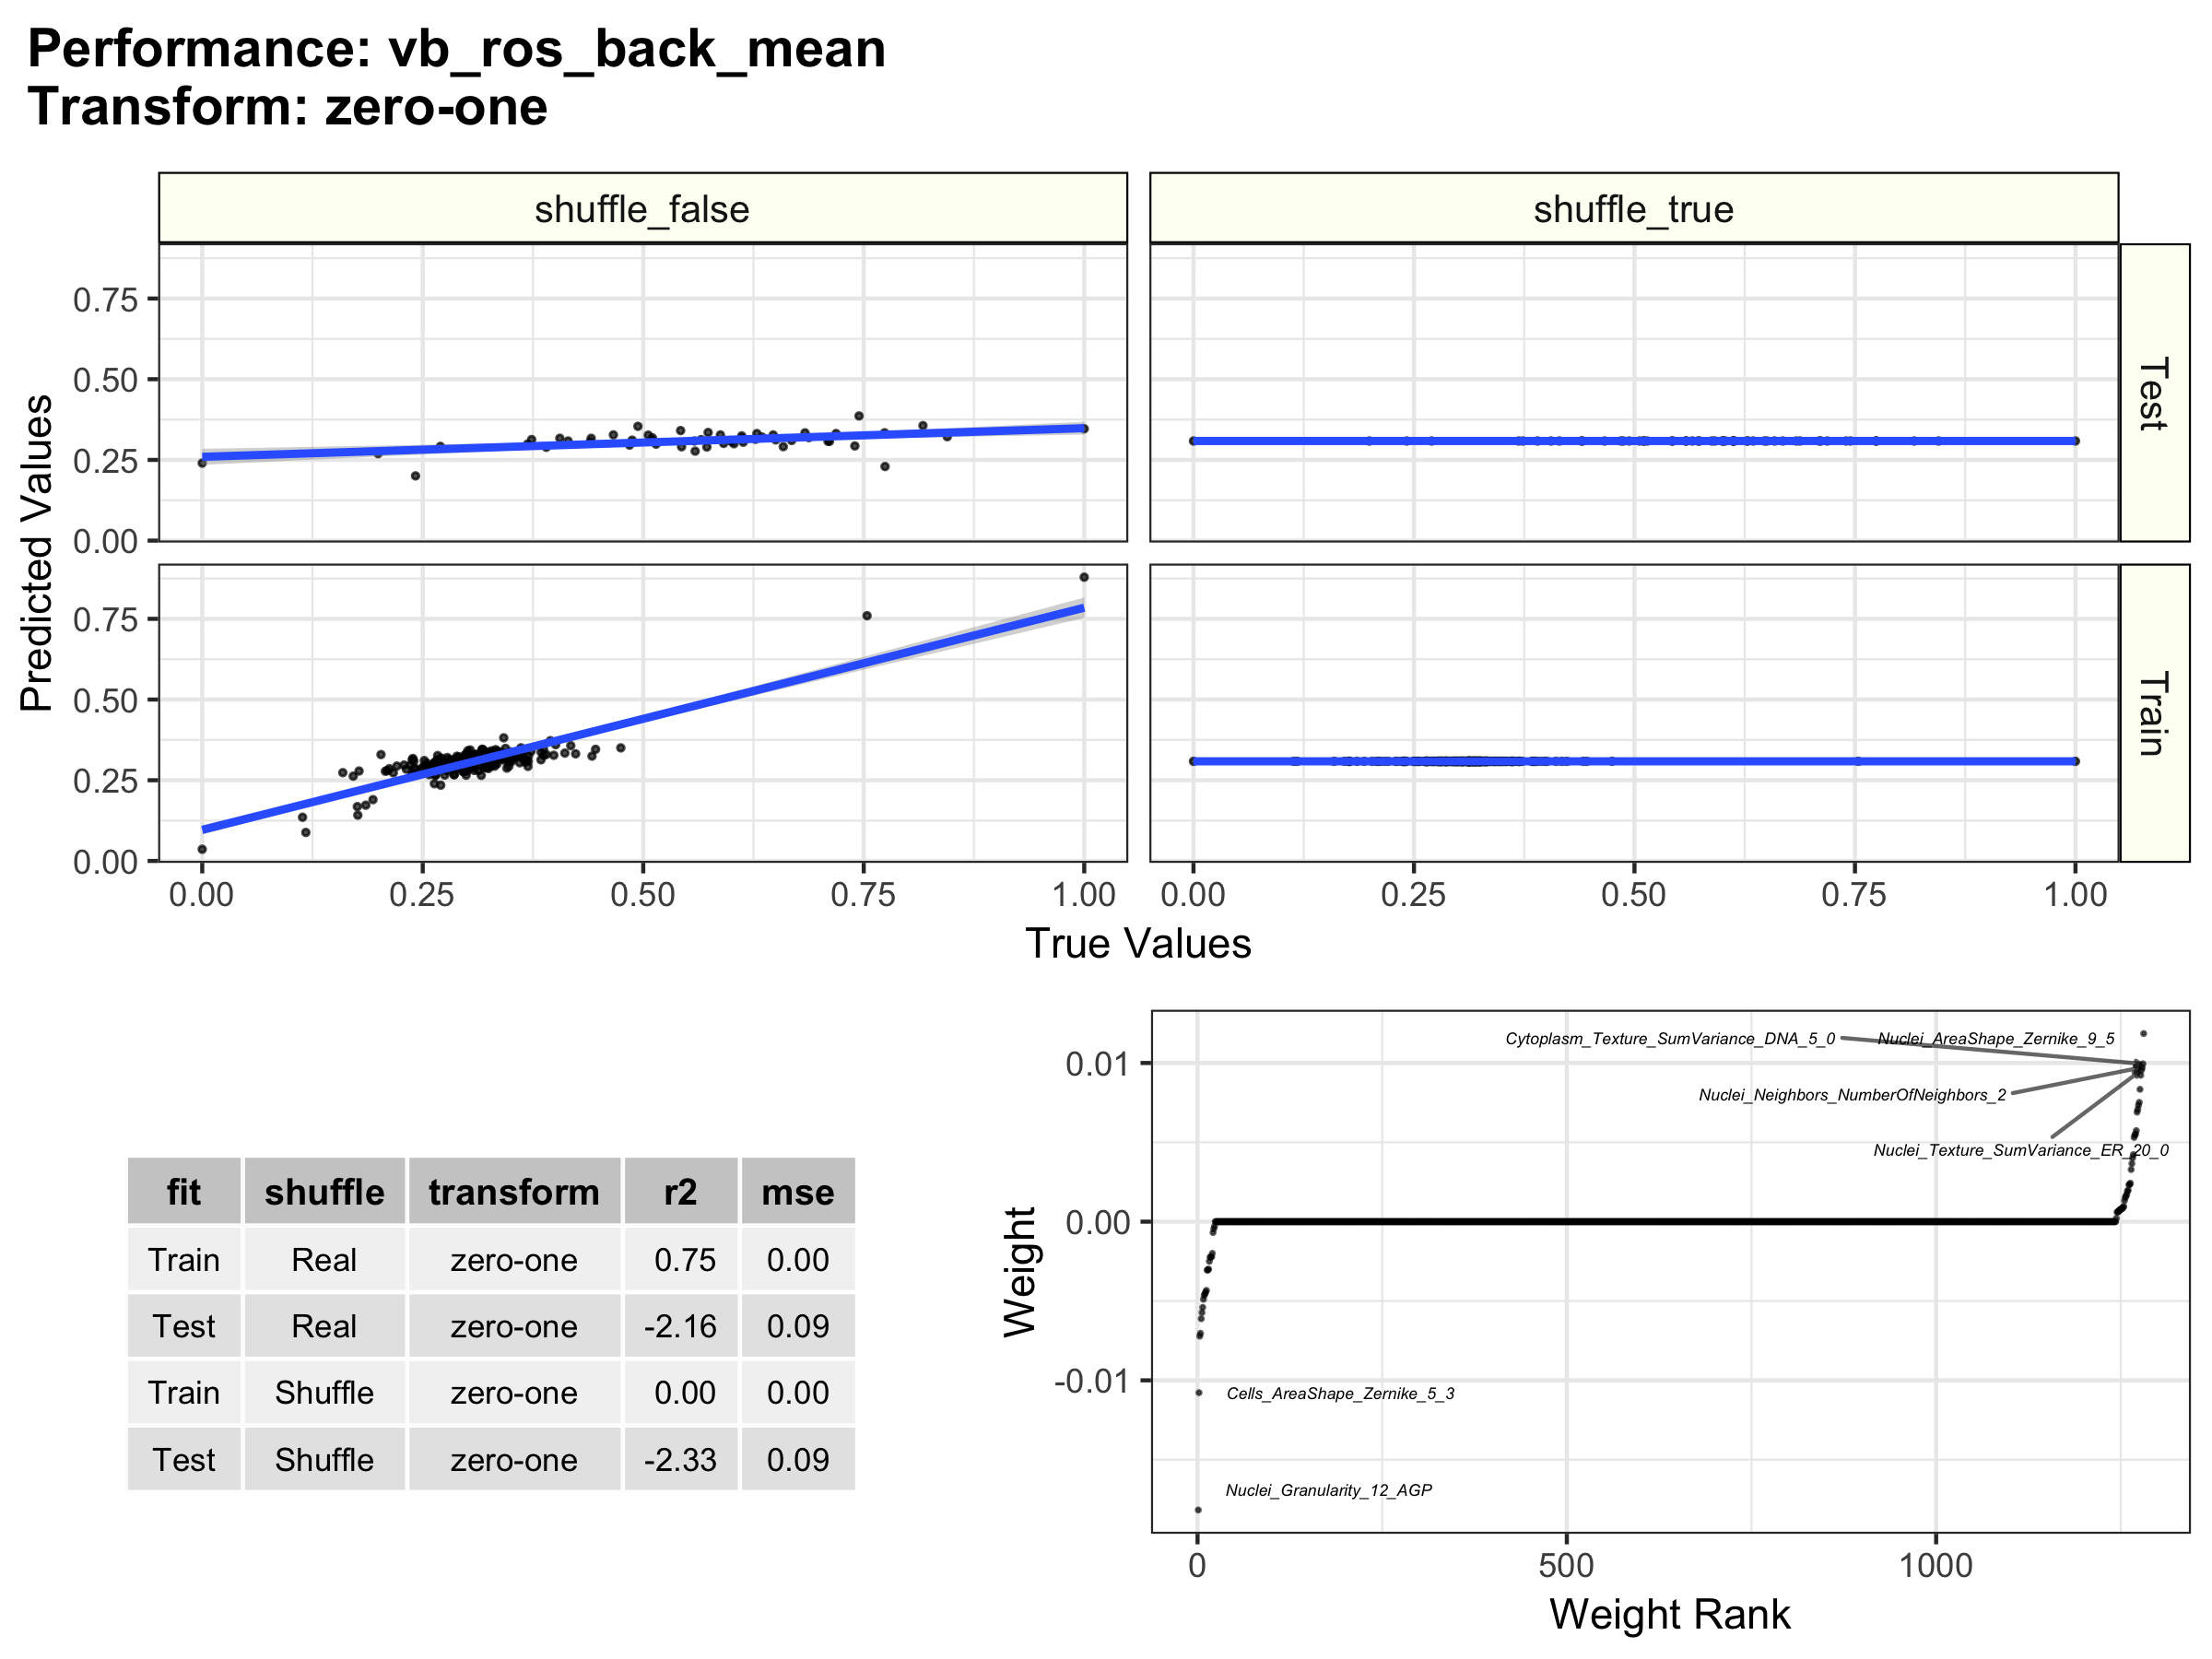 Performance: vb_ros_back_mean
Transform: zero-one
shuffle_false
shuffle_true
0.75
0.50
0.25
0.00
Test
0.75
0.50
0.25
0.00
Train
Predicted Values
0.00 0.25 0.50 0.75 1.00
0.00 0.25 0.50 0.75 1.00
True Values
fit shuffle transform r2 mse
Train Real zero-one 0.75 0.00
Test Real zero-one -2.16 0.09
Train Shuffle zero-one 0.00 0.00
Test Shuffle zero-one -2.33 0.09
Weight
0.01
0.00
-0.01
Cytoplasm_Texture_SumVariance_DNA_5_0
Nuclei_AreaShape_Zernike_9_5
Nuclei_Neighbors_NumberOfNeighbors_2
Nuclei_Texture_SumVariance_ER_20_0
Cells_AreaShape_Zernike_5_3
Nuclei_Granularity_12_AGP
0 500 1000
Weight Rank